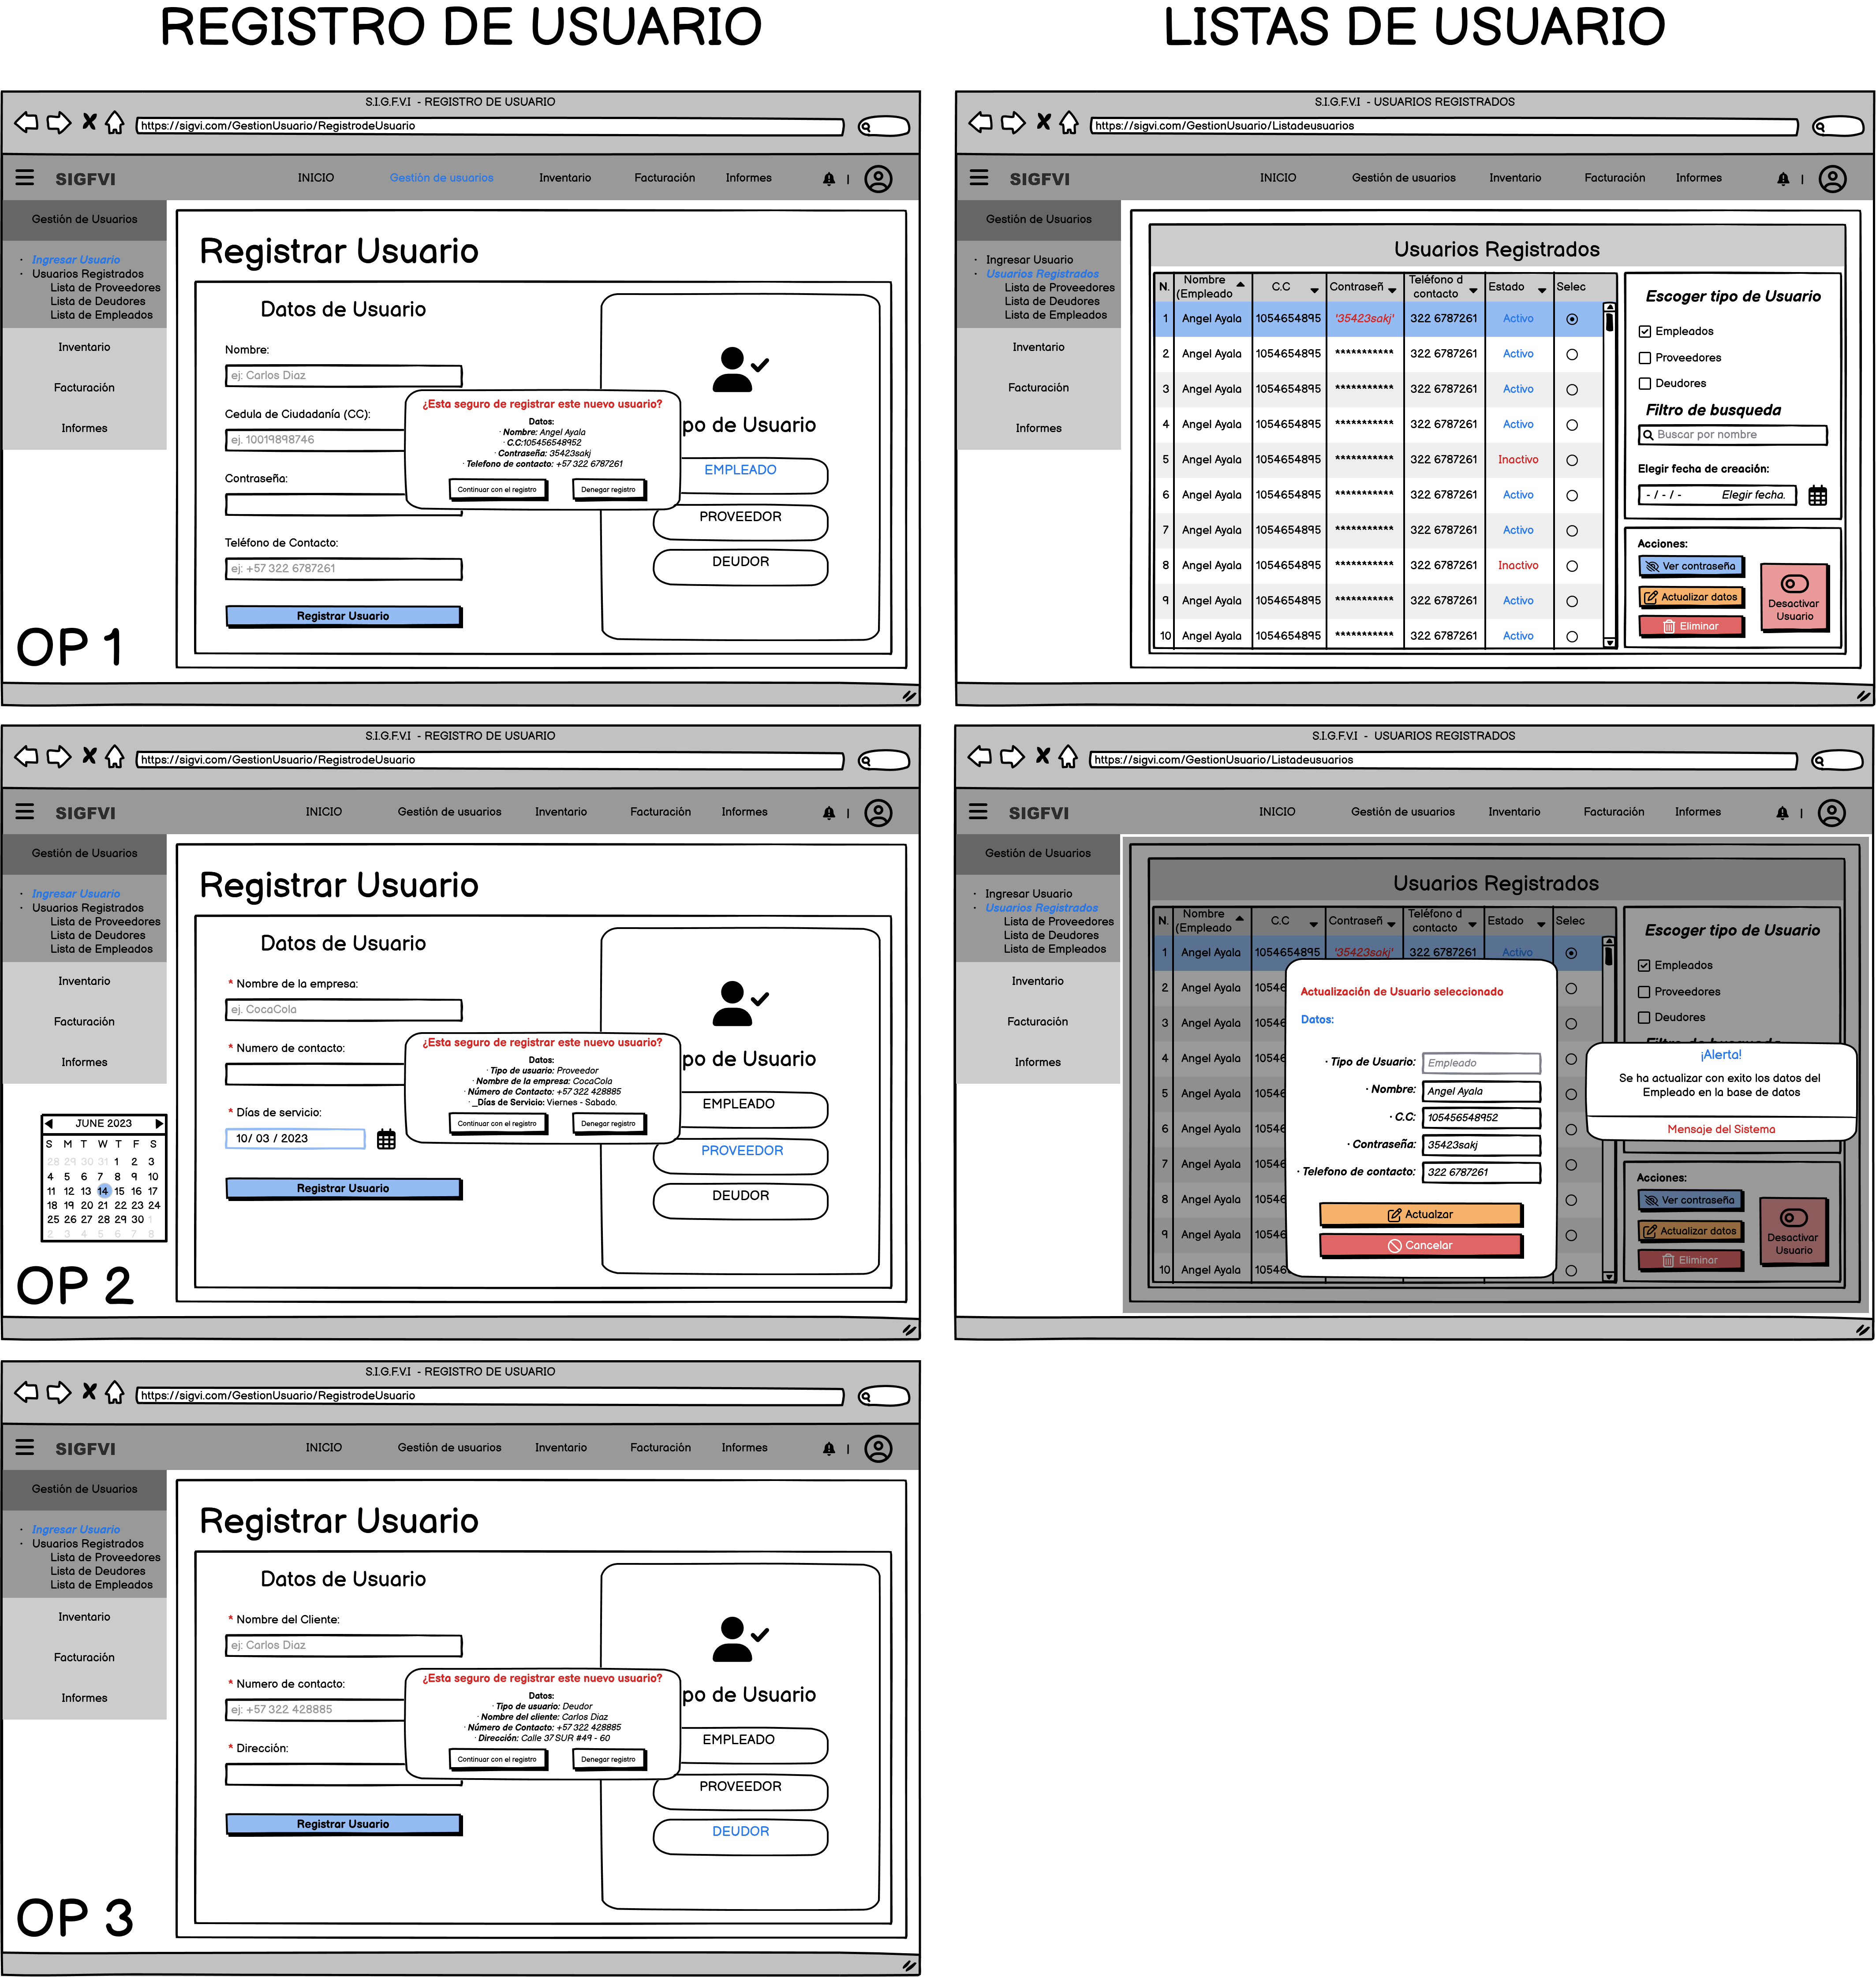 REGISTRO DE USUARIO
LISTAS DE USUARIO
S.I.G.F.V.I - REGISTRO DE USUARIO
https://sigvi.com/GestionUsuario/RegistrodeUsuario
SIGFVI
INICIO
Gestión de usuarios
Inventario
Facturación
Informes
Gestión de Usuarios
· Ingresar Usuario
· Usuarios Registrados
Lista de Proveedores
Lista de Deudores
Lista de Empleados
Inventario
Facturación
Informes
OP 1
Registrar Usuario
Datos de Usuario
Nombre:
ej: Carlos Diaz
Cedula de Ciudadanía (CC):
ej. 10019898746
Contraseña:
Teléfono de Contacto:
ej: +57 322 6787261
Registrar Usuario
¿Esta seguro de registrar este nuevo usuario?
Datos:
· Nombre: Angel Ayala
· C.C:105456548952
· Contraseña: 35423sakj
· Telefono de contacto: +57 322 6787261
Continuar con el registro
Denegar registro
po de Usuario
EMPLEADO
PROVEEDOR
DEUDOR
S.I.G.F.V.I - USUARIOS REGISTRADOS
https://sigvi.com/GestionUsuario/Listadeusuarios
SIGFVI
INICIO
Gestión de usuarios
Inventario
Facturación
Informes
Gestión de Usuarios
· Ingresar Usuario
· Usuarios Registrados
Lista de Proveedores
Lista de Deudores
Lista de Empleados
Inventario
Facturación
Informes
Usuarios Registrados
N. Nombre (Empleado C.C Contraseñ Teléfono d contacto Estado Selec
1 Angel Ayala 1054654895 '35423sakj' 322 6787261 Activo
2 Angel Ayala 1054654895 *********** 322 6787261 Activo
3 Angel Ayala 1054654895 *********** 322 6787261 Activo
4 Angel Ayala 1054654895 *********** 322 6787261 Activo
5 Angel Ayala 1054654895 *********** 322 6787261 Inactivo
6 Angel Ayala 1054654895 *********** 322 6787261 Activo
7 Angel Ayala 1054654895 *********** 322 6787261 Activo
8 Angel Ayala 1054654895 *********** 322 6787261 Inactivo
9 Angel Ayala 1054654895 *********** 322 6787261 Activo
10 Angel Ayala 1054654895 *********** 322 6787261 Activo
Escoger tipo de Usuario
Empleados
Proveedores
Deudores
Filtro de busqueda
Buscar por nombre
Elegir fecha de creación:
- / - / - Elegir fecha.
Acciones:
Ver contraseña
Actualizar datos
Eliminar
Desactivar
Usuario
S.I.G.F.V.I - REGISTRO DE USUARIO
https://sigvi.com/GestionUsuario/RegistrodeUsuario
SIGFVI
INICIO
Gestión de usuarios
Inventario
Facturación
Informes
Gestión de Usuarios
· Ingresar Usuario
· Usuarios Registrados
Lista de Proveedores
Lista de Deudores
Lista de Empleados
Inventario
Facturación
Informes
JUNE 2023
S M T W T F S
28 29 30 31 1 2 3
4 5 6 7 8 9 10
11 12 13 14 15 16 17
18 19 20 21 22 23 24
25 26 27 28 29 30 1
2 3 4 5 6 7 8
OP 2
Registrar Usuario
Datos de Usuario
* Nombre de la empresa:
ej. CocaCola
* Numero de contacto:
* Días de servicio:
10/ 03 / 2023
Registrar Usuario
¿Esta seguro de registrar este nuevo usuario?
Datos:
· Tipo de usuario: Proveedor
· Nombre de la empresa: CocaCola
· Número de Contacto: +57 322 428885
· _Días de Servicio: Viernes - Sabado.
Continuar con el registro
Denegar registro
po de Usuario
EMPLEADO
PROVEEDOR
DEUDOR
S.I.G.F.V.I - USUARIOS REGISTRADOS
https://sigvi.com/GestionUsuario/Listadeusuarios
SIGFVI
INICIO
Gestión de usuarios
Inventario
Facturación
Informes
Gestión de Usuarios
· Ingresar Usuario
· Usuarios Registrados
Lista de Proveedores
Lista de Deudores
Lista de Empleados
Inventario
Facturación
Informes
Usuarios Registrados
N. Nombre (Empleado C.C Contraseñ Teléfono d contacto Estado Selec
1 Angel Ayala 1054654895 '35423sakj' 322 6787261 Activo
2 Angel Ayala 10546
3 Angel Ayala 10546
4 Angel Ayala 10546
5 Angel Ayala 10546
6 Angel Ayala 10546
7 Angel Ayala 10546
8 Angel Ayala 10546
9 Angel Ayala 10546
10 Angel Ayala 10546
Actualización de Usuario seleccionado
Datos:
· Tipo de Usuario: Empleado
· Nombre: Angel Ayala
· C.C: 105456548952
· Contraseña: 35423sakj
· Telefono de contacto: 322 6787261
Actualzar
Cancelar
Escoger tipo de Usuario
Empleados
Proveedores
Deudores
¡Alerta!
Se ha actualizar con exito los datos del
Empleado en la base de datos
Mensaje del Sistema
Acciones:
Ver contraseña
Actualizar datos
Eliminar
Desactivar
Usuario
S.I.G.F.V.I - REGISTRO DE USUARIO
https://sigvi.com/GestionUsuario/RegistrodeUsuario
SIGFVI
INICIO
Gestión de usuarios
Inventario
Facturación
Informes
Gestión de Usuarios
· Ingresar Usuario
· Usuarios Registrados
Lista de Proveedores
Lista de Deudores
Lista de Empleados
Inventario
Facturación
Informes
OP 3
Registrar Usuario
Datos de Usuario
* Nombre del Cliente:
ej: Carlos Diaz
* Numero de contacto:
ej: +57 322 428885
* Dirección:
Registrar Usuario
¿Esta seguro de registrar este nuevo usuario?
Datos:
· Tipo de usuario: Deudor
· Nombre del cliente: Carlos Diaz
· Número de Contacto: +57 322 428885
· Dirección: Calle 37 SUR #49 - 60
Continuar con el registro
Denegar registro
po de Usuario
EMPLEADO
PROVEEDOR
DEUDOR